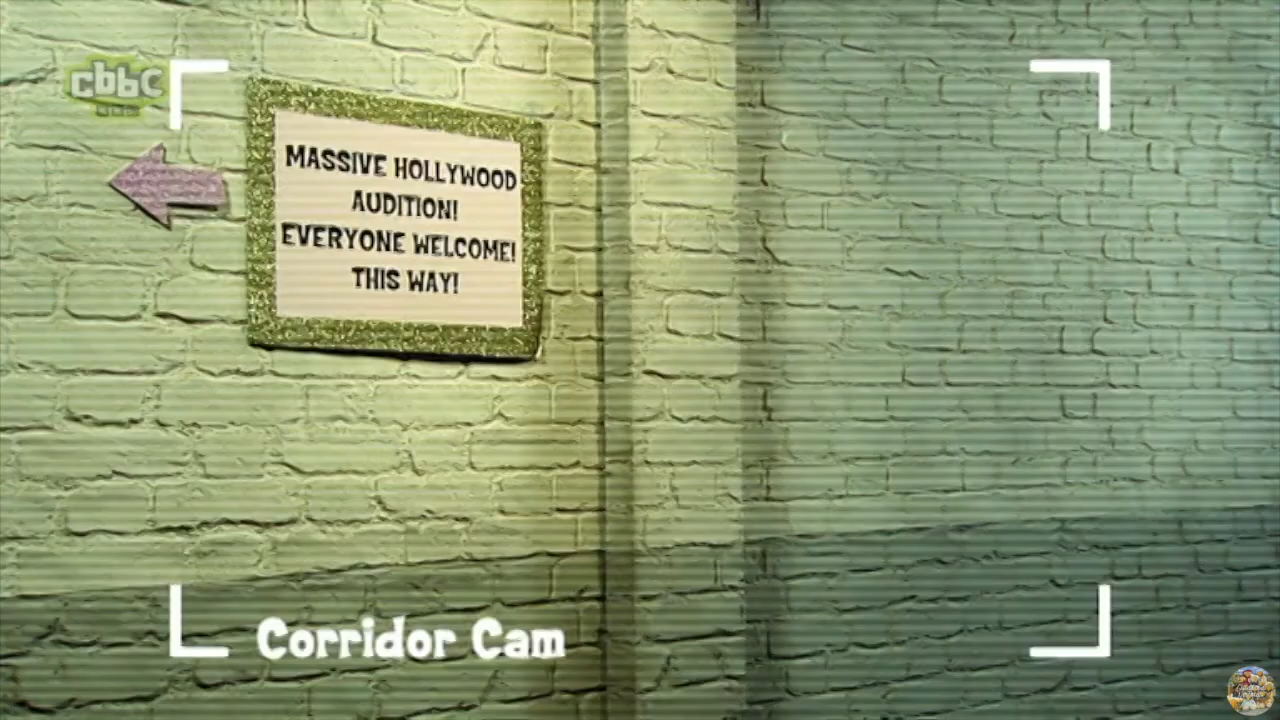 cbbc
MASSIVE HOLLYWOOD
AUDITION!
EVERYONE WELCOME!
THIS WAY!
Corridor Cam